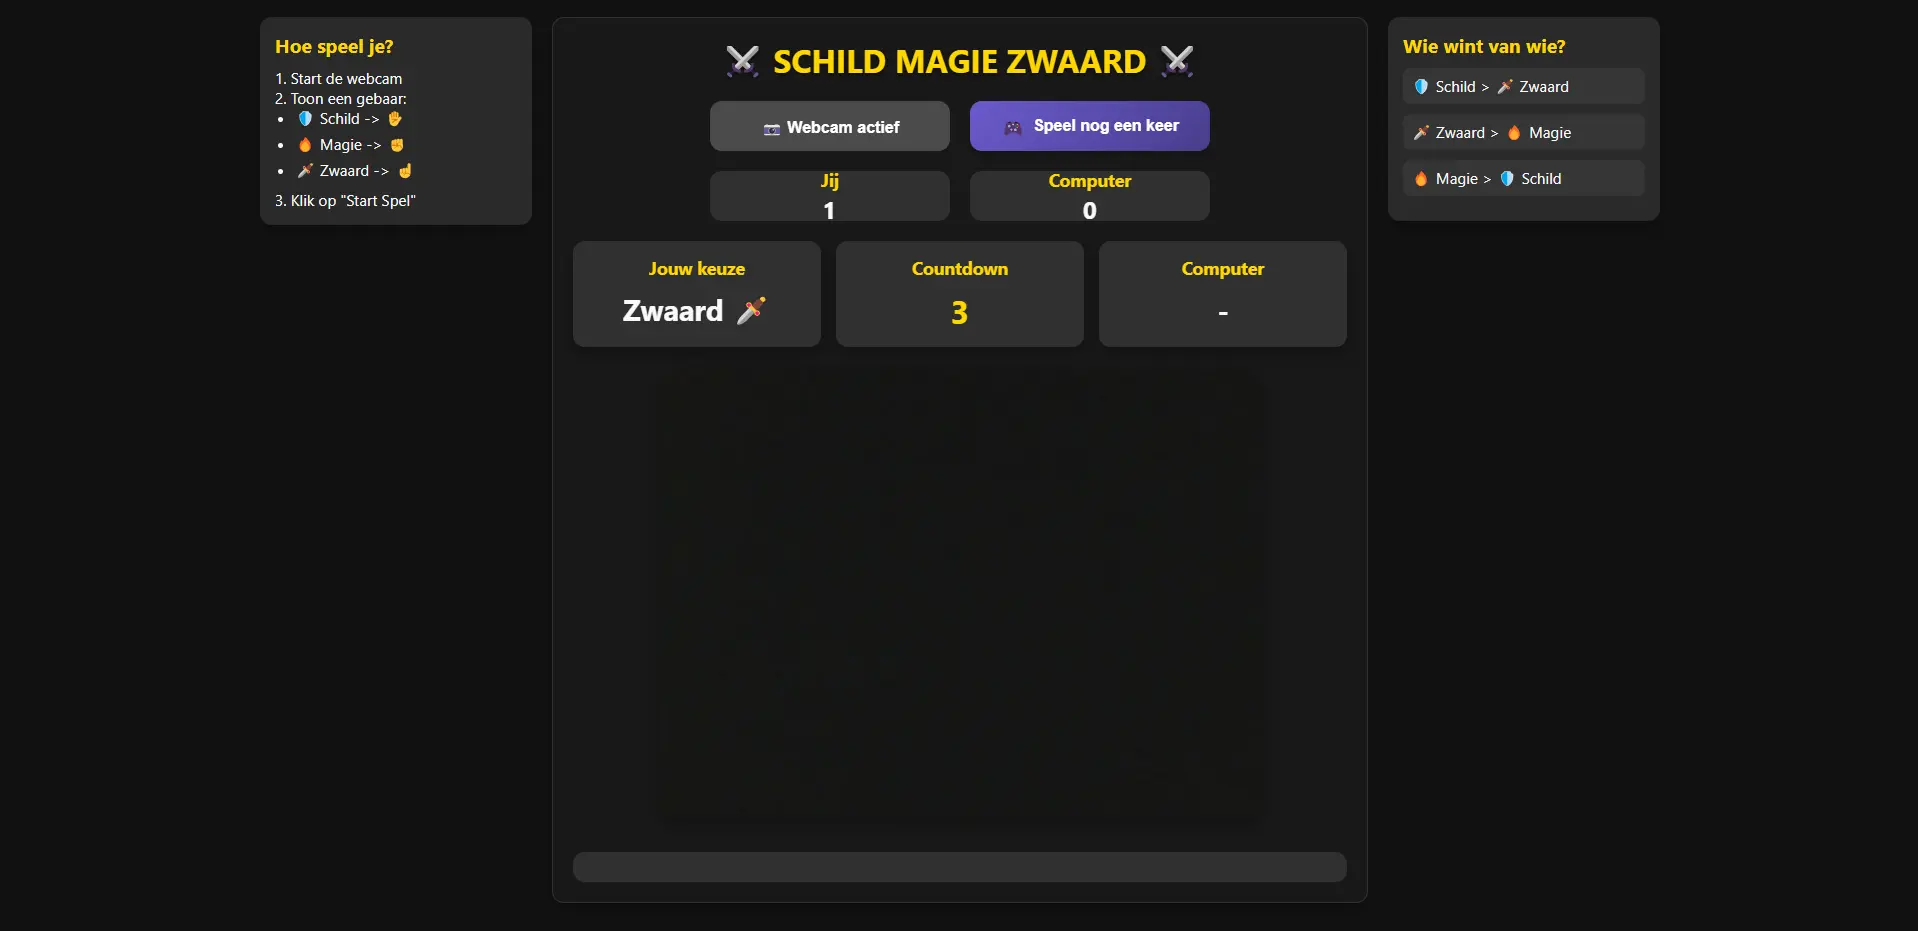 Hoe speel je?
1. Start de webcam
2. Toon een gebaar:
• 🛡️ Schild -> ✋
• 🔥 Magie -> ✊
• 🗡️ Zwaard -> ☝️
3. Klik op "Start Spel"
⚔️ SCHILD MAGIE ZWAARD ⚔️
📷 Webcam actief
🎮 Speel nog een keer
Jij
1
Computer
0
Jouw keuze
Zwaard 🗡️
Countdown
3
Computer
-
Wie wint van wie?
🛡️ Schild > 🗡️ Zwaard
🗡️ Zwaard > 🔥 Magie
🔥 Magie > 🛡️ Schild